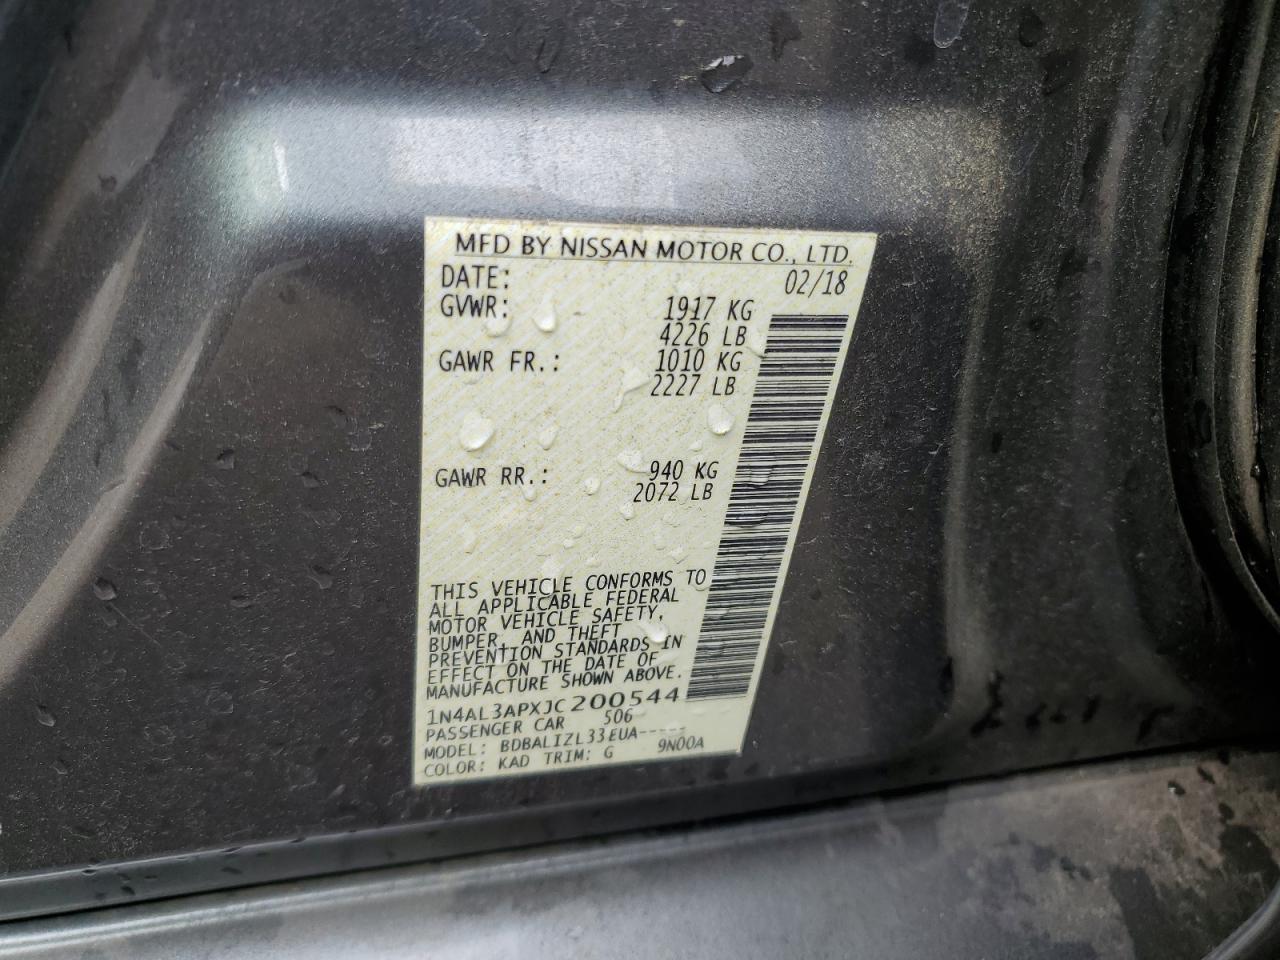 MFD BY NISSAN MOTOR CO., LTD.
DATE: 02/18
GVWR: 1917 KG
4226 LB
GAWR FR.: 1010 KG
2227 LB
GAWR RR.: 940 KG
2072 LB
THIS VEHICLE CONFORMS TO
ALL APPLICABLE FEDERAL
MOTOR VEHICLE SAFETY,
BUMPER, AND THEFT
PREVENTION STANDARDS IN
EFFECT ON THE DATE OF
MANUFACTURE SHOWN ABOVE.
1N4AL3APXJC200544
PASSENGER CAR 506
MODEL: BDBALIZL33EUA-----
COLOR: KAD TRIM: G 9N00A